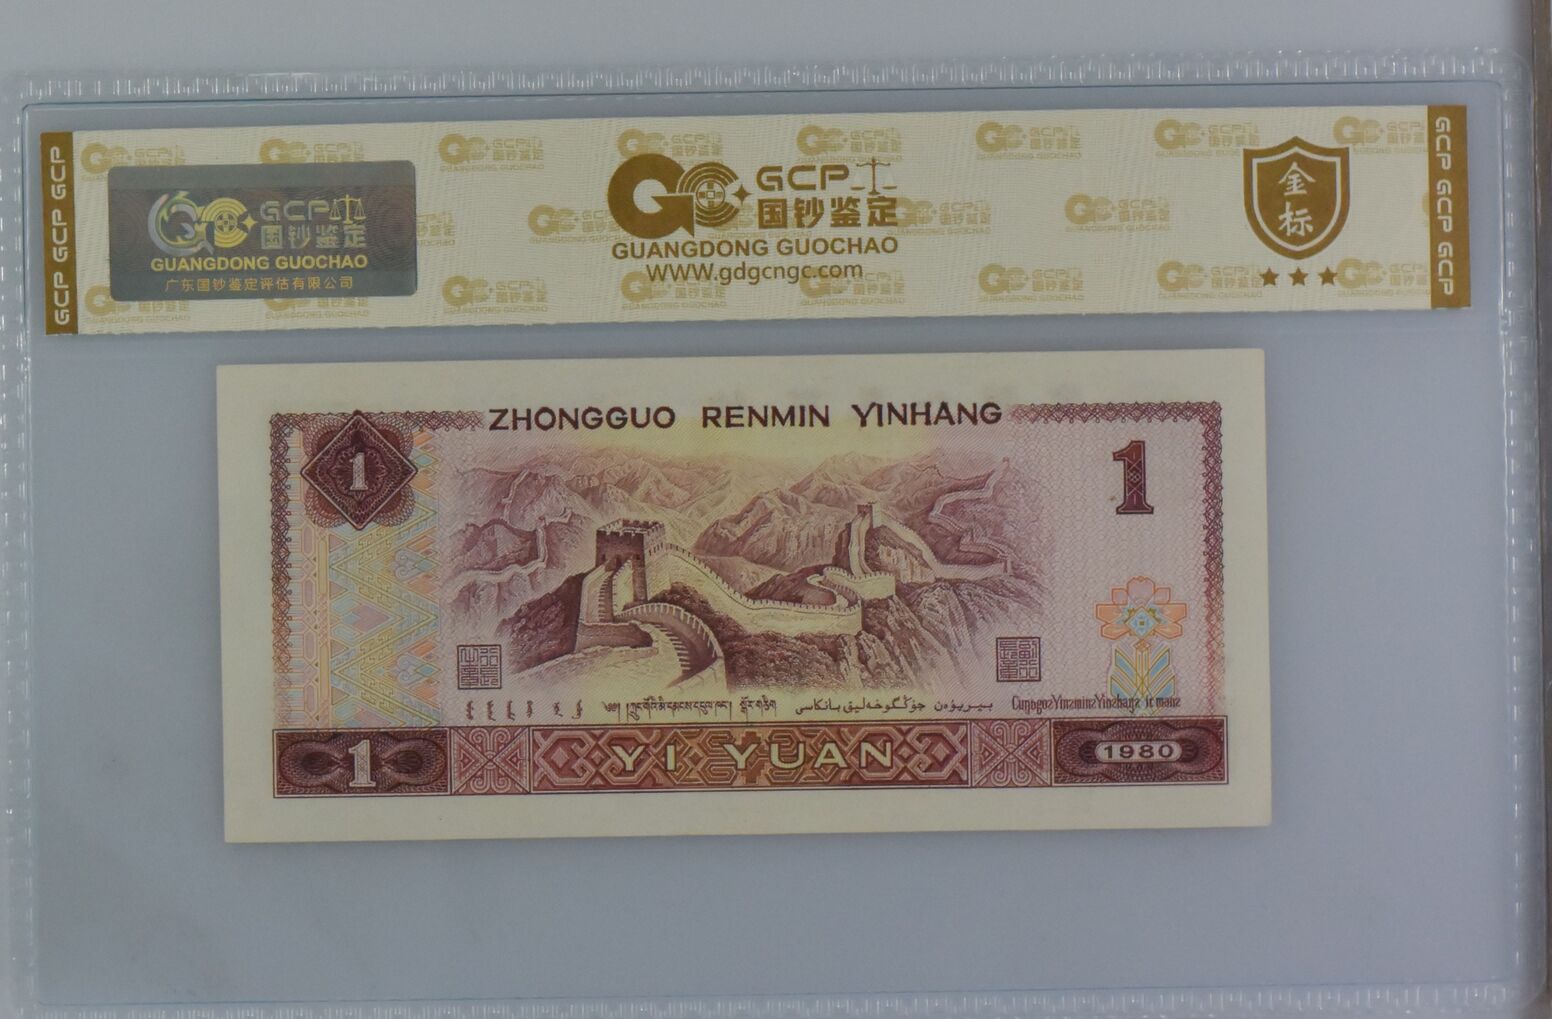 GCP GCP GCP
GCP
国钞鉴定
GUANGDONG GUOCHAO
广东国钞鉴定评估有限公司
GCP
国钞鉴定
GUANGDONG GUOCHAO
WWW.gdgcngc.com
金
标
GCP GCP GCP
ZHONGGUO RENMIN YINHANG
1
1
1
YI YUAN
1980